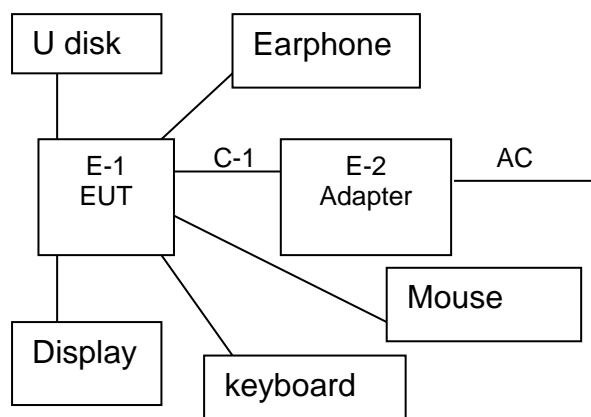 U disk
Earphone
E-1
EUT
C-1
E-2
Adapter
AC
Mouse
Display
keyboard